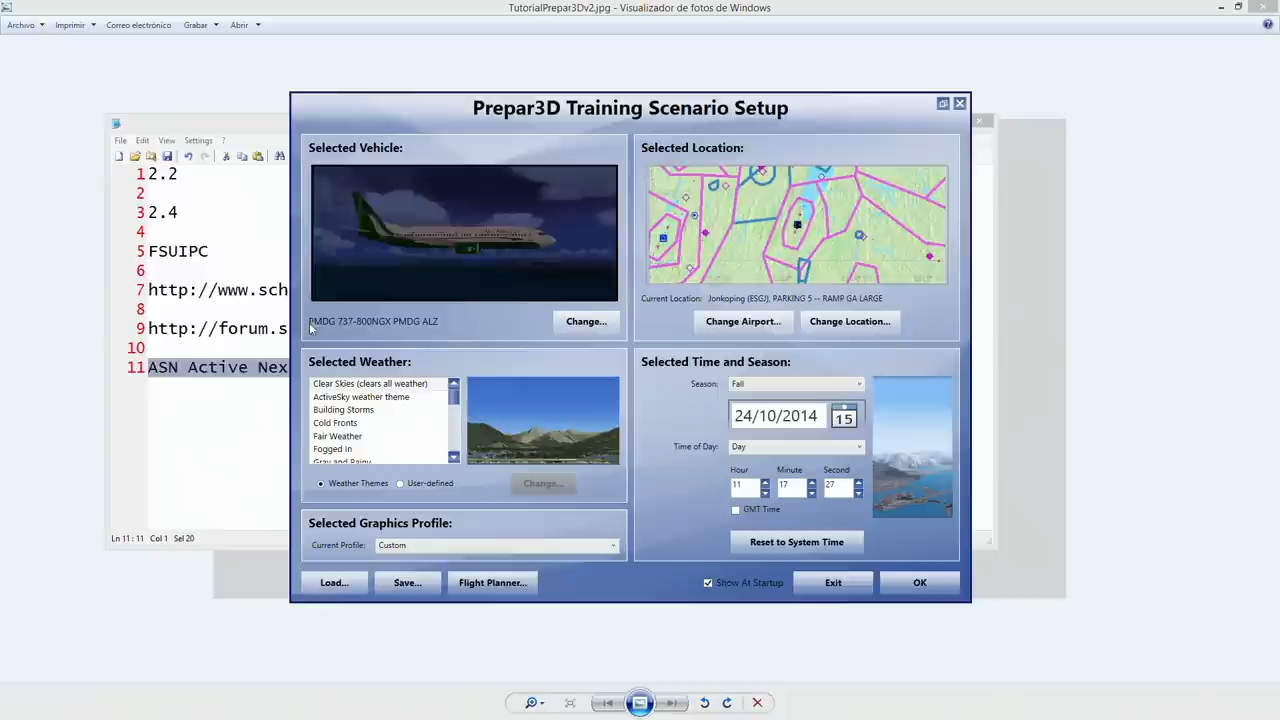 TutorialPrepar3Dv2.jpg - Visualizador de fotos de Windows
Archivo Imprimir Correo electrónico Grabar Abrir
Prepar3D Training Scenario Setup
File Edit View Settings ?
1 2.2
2
3 2.4
4
5 FSUIPC
6
7 http://www.sch
8
9 http://forum.s
10
11 ASN Active Nex
Ln 11 : 11 Col 1 Sel 20
Selected Vehicle:
PMDG 737-800NGX PMDG ALZ
Change...
Selected Location:
Current Location: Jonkoping (ESGJ), PARKING 5 -- RAMP GA LARGE
Change Airport... Change Location...
Selected Weather:
Clear Skies (clears all weather)
ActiveSky weather theme
Building Storms
Cold Fronts
Fair Weather
Fogged In
Gray and Rainy
Weather Themes User-defined Change...
Selected Time and Season:
Season: Fall
24/10/2014 15
Time of Day: Day
Hour Minute Second
11 17 27
GMT Time
Reset to System Time
Selected Graphics Profile:
Current Profile: Custom
Load... Save... Flight Planner... Show At Startup Exit OK